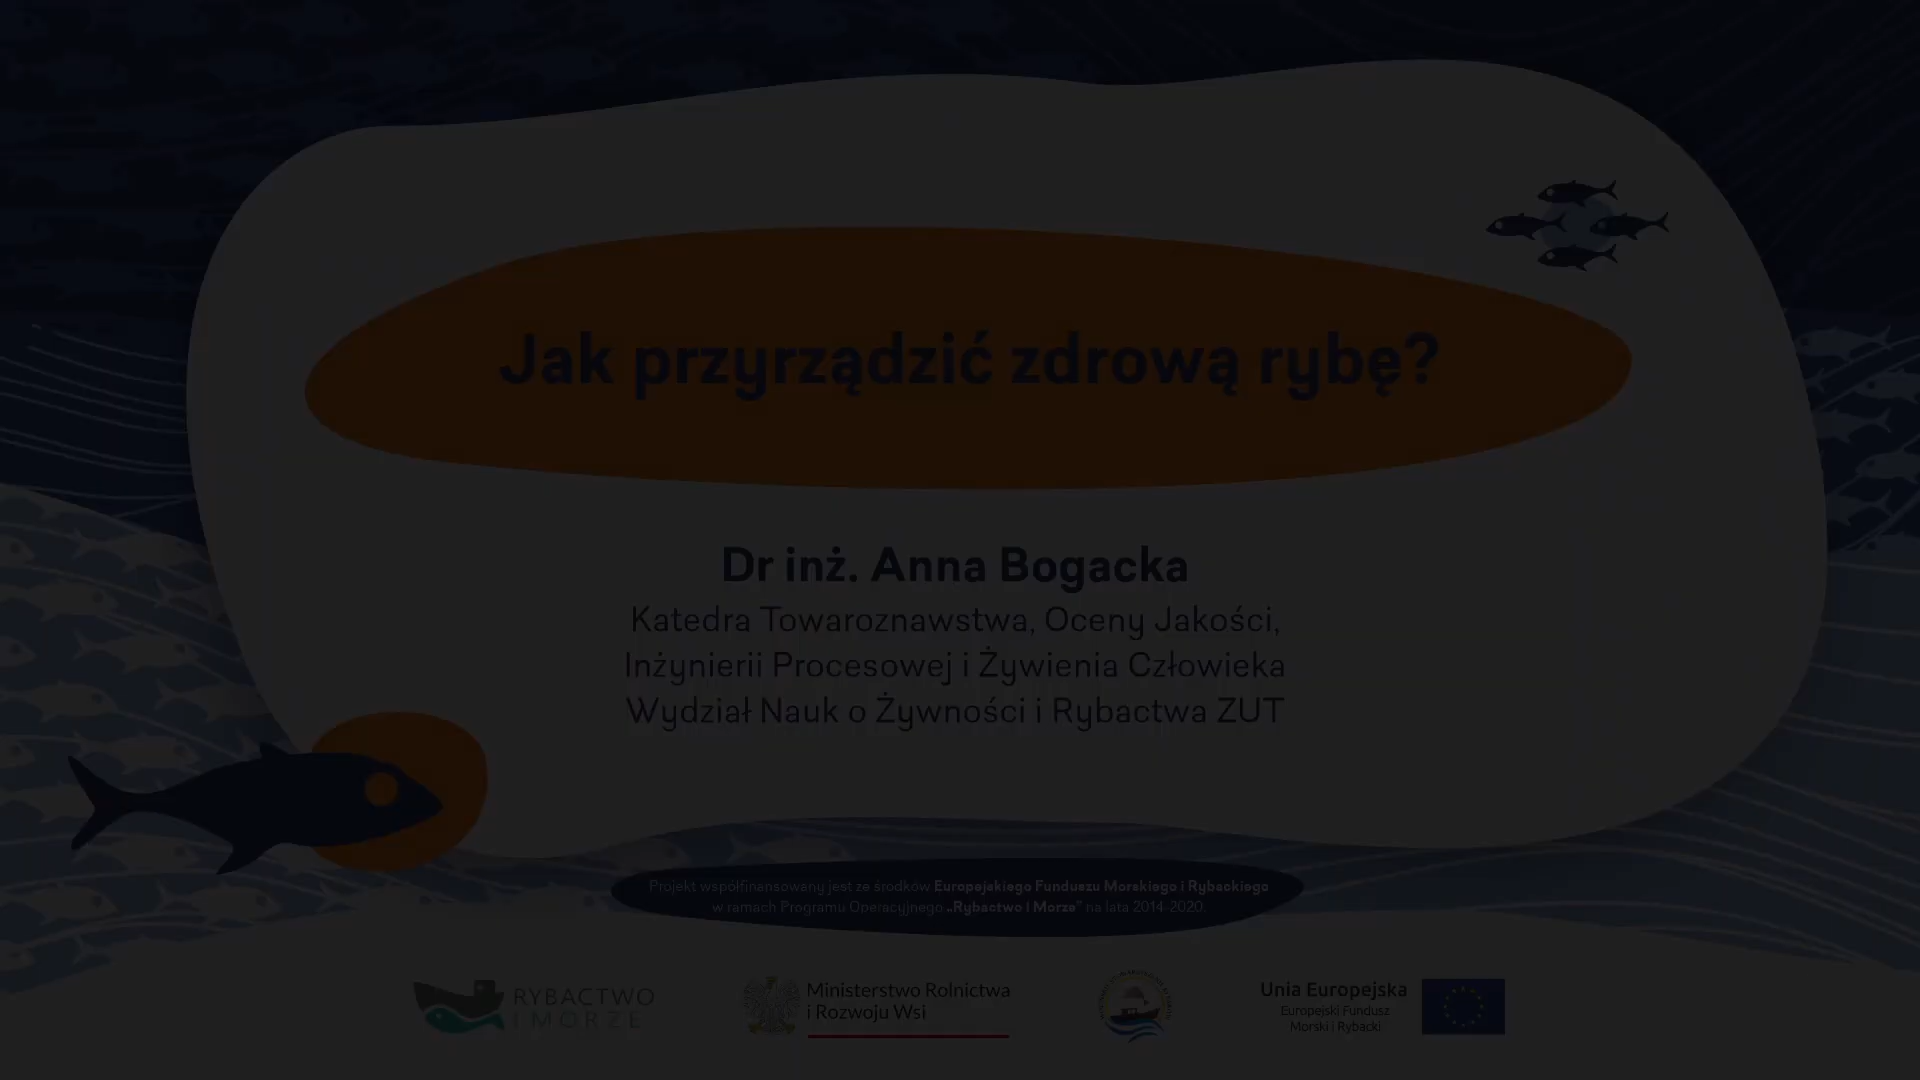 Jak przyrządzić zdrową rybę?
Dr inż. Anna Bogacka
Katedra Towaroznawstwa, Oceny Jakości,
Inżynierii Procesowej i Żywienia Człowieka
Wydział Nauk o Żywności i Rybactwa ZUT
Projekt współfinansowany jest ze środków Europejskiego Funduszu Morskiego i Rybackiego
w ramach Programu Operacyjnego „Rybactwo i Morze” na lata 2014-2020.
RYBACTWO
I MORZE
Ministerstwo Rolnictwa
i Rozwoju Wsi
Unia Europejska
Europejski Fundusz
Morski i Rybacki